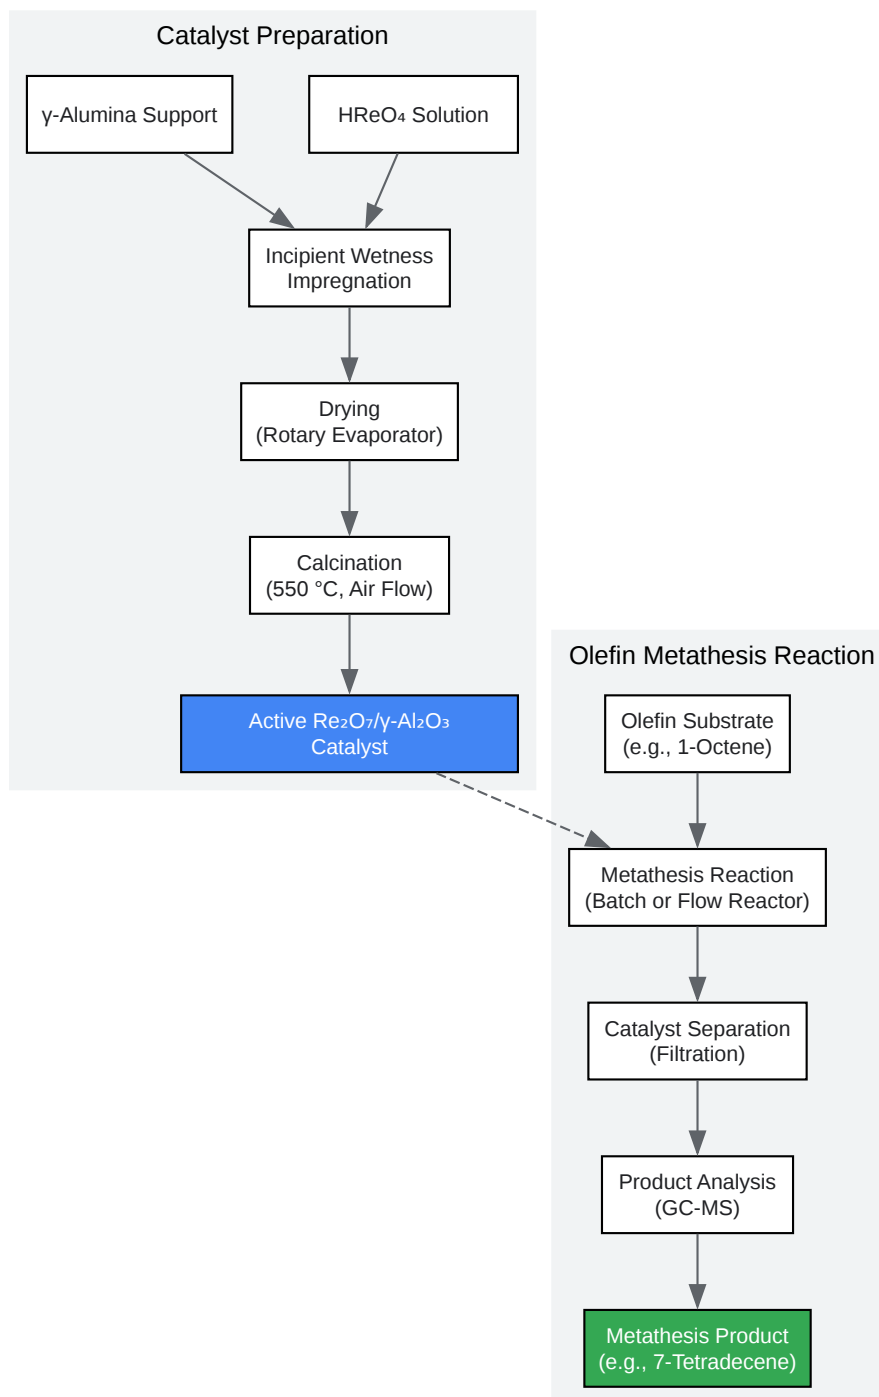 Catalyst Preparation
γ-Alumina Support
HReO₄ Solution
Incipient Wetness
Impregnation
Drying
(Rotary Evaporator)
Calcination
(550 °C, Air Flow)
Active Re₂O₇/γ-Al₂O₃
Catalyst
Olefin Metathesis Reaction
Olefin Substrate
(e.g., 1-Octene)
Metathesis Reaction
(Batch or Flow Reactor)
Catalyst Separation
(Filtration)
Product Analysis
(GC-MS)
Metathesis Product
(e.g., 7-Tetradecene)